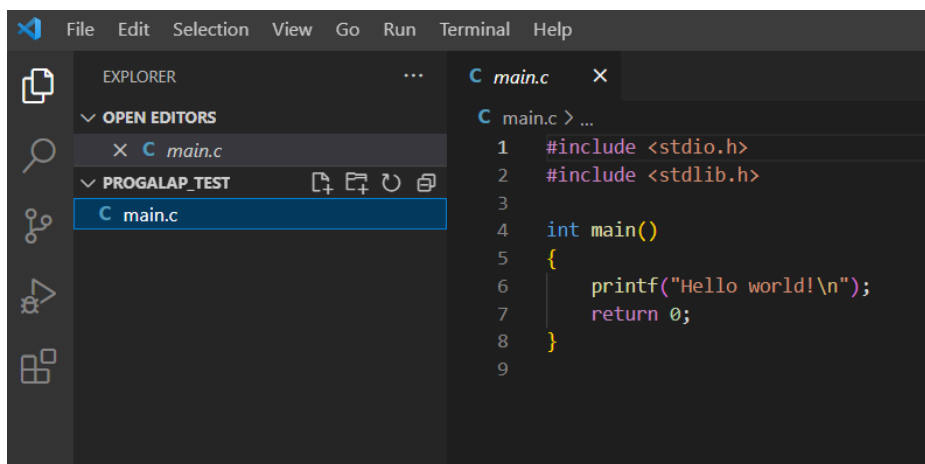 File Edit Selection View Go Run Terminal Help
EXPLORER ...
OPEN EDITORS
C main.c
PROGALAP_TEST
C main.c
C main.c
C main.c > ...
1 #include <stdio.h>
2 #include <stdlib.h>
3
4 int main()
5 {
6     printf("Hello world!\n");
7     return 0;
8 }
9